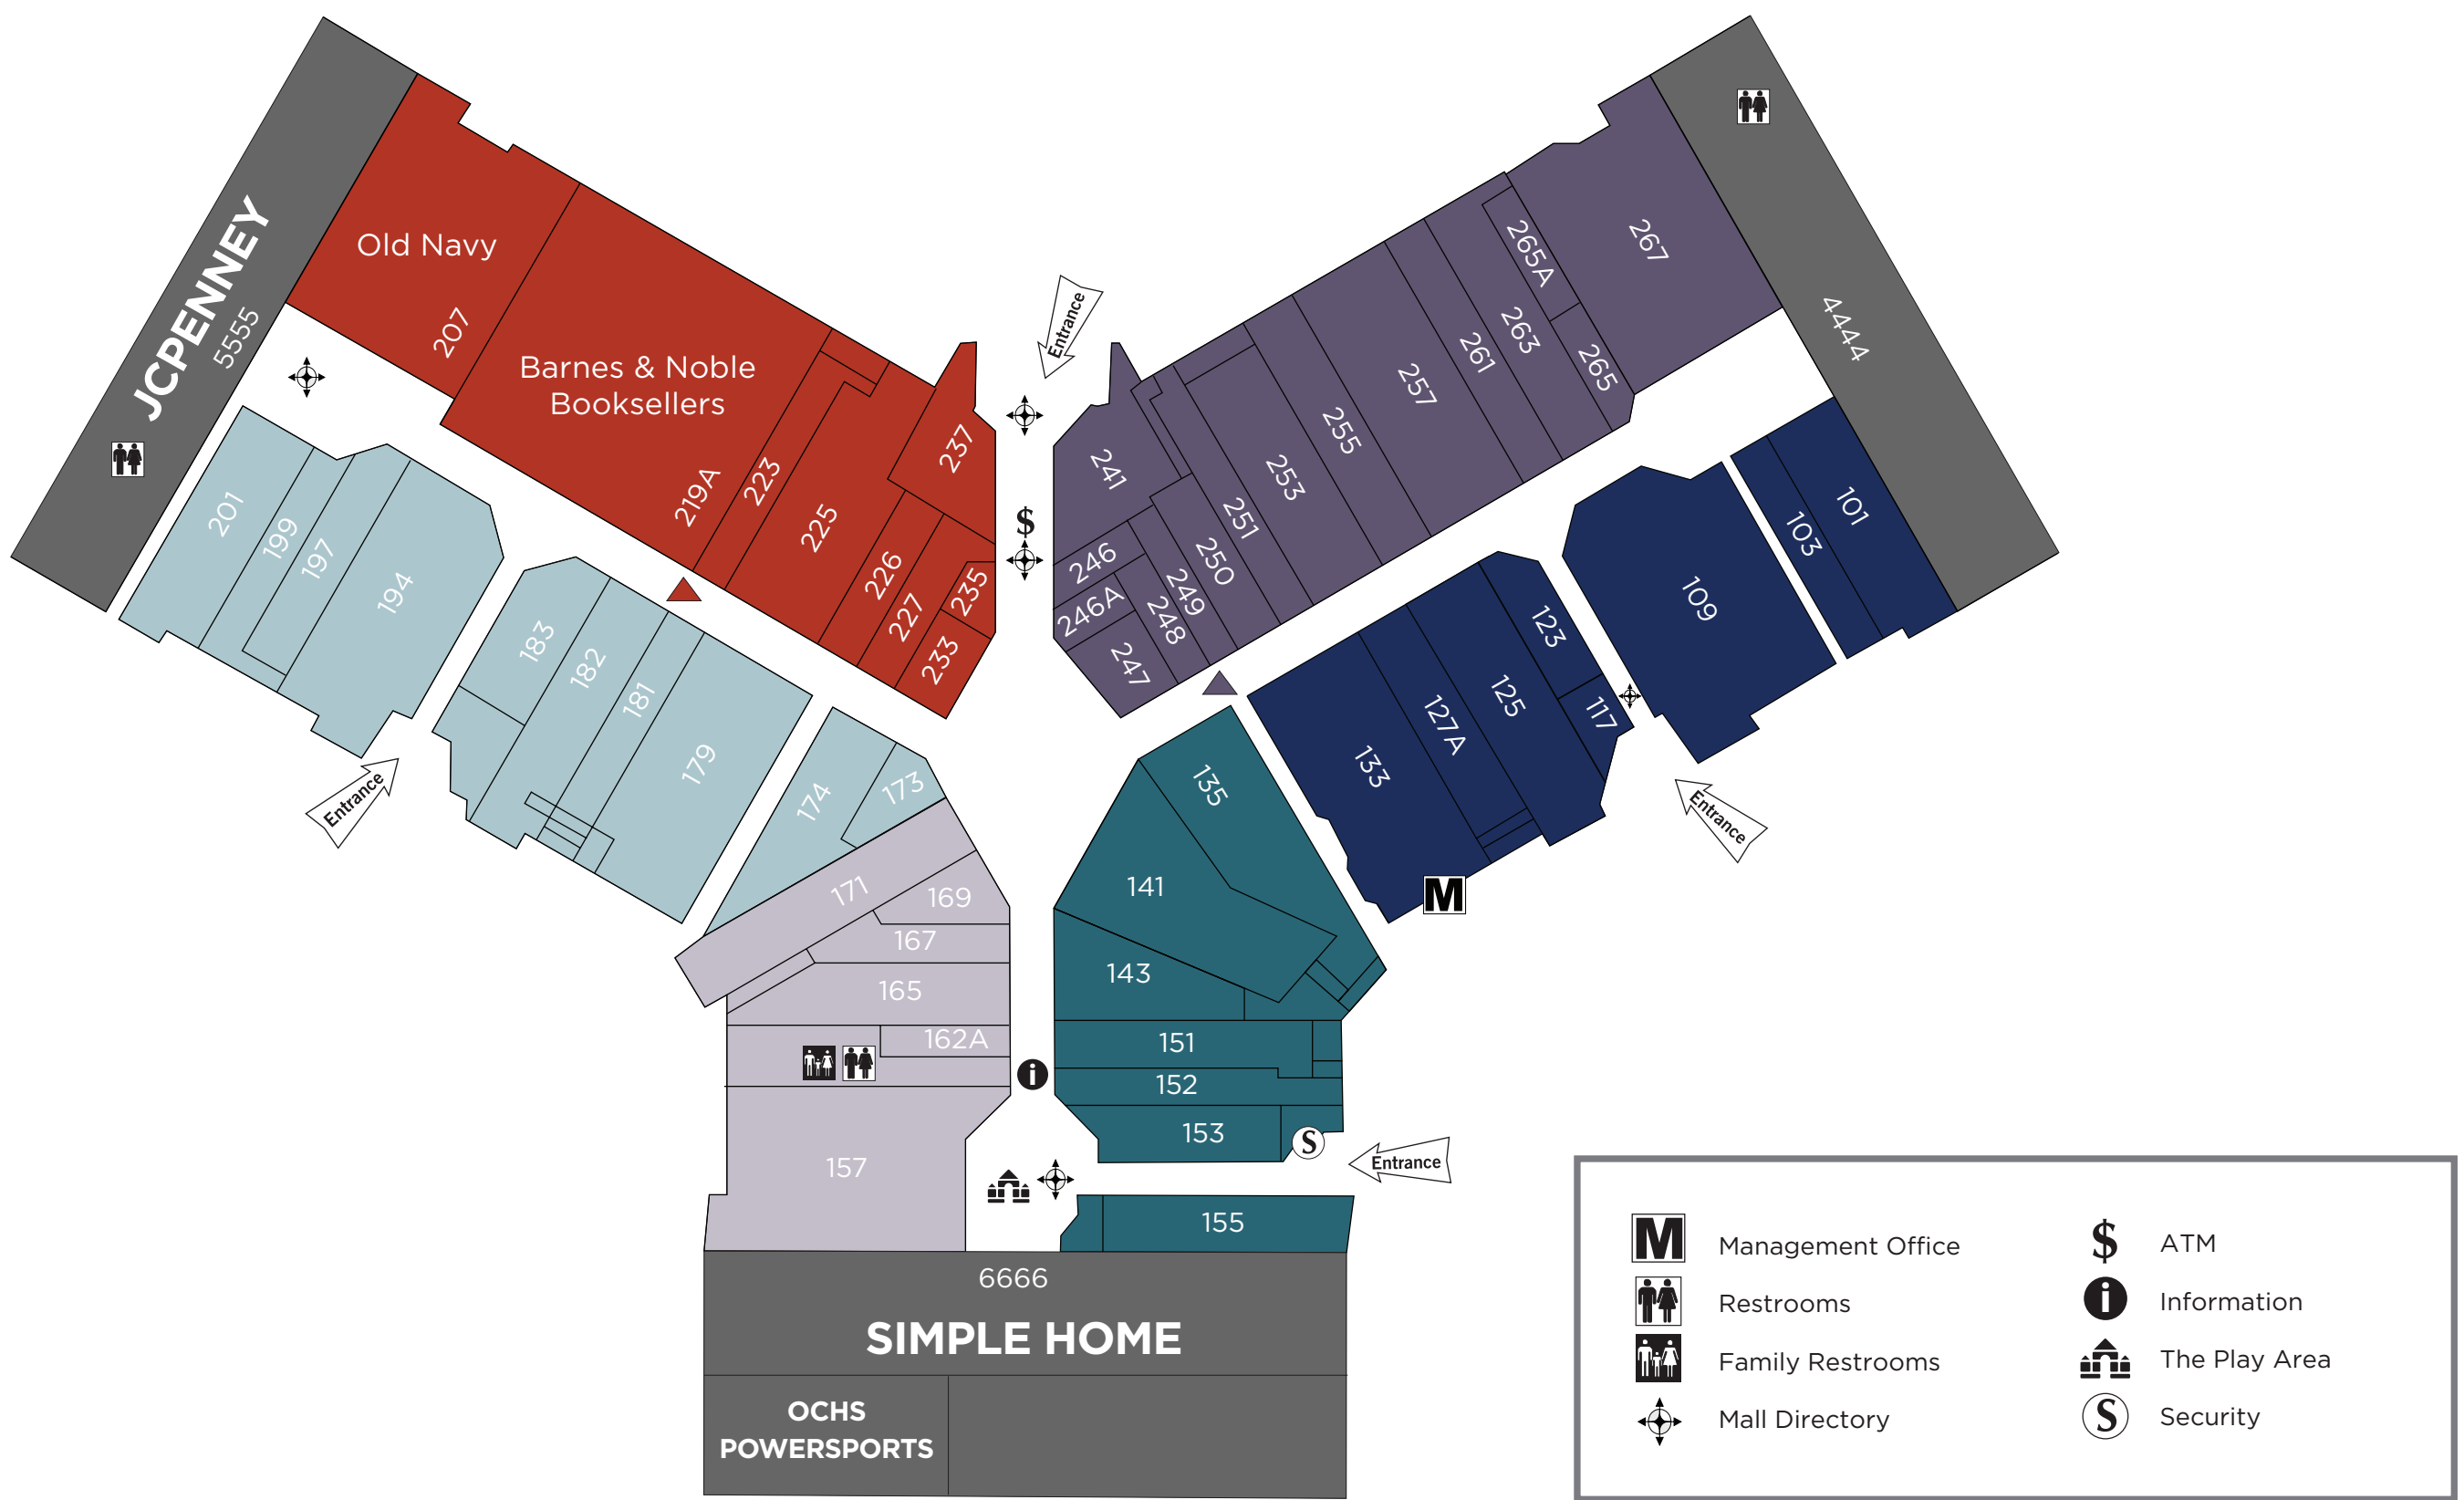 JCPENNEY
5555
Old Navy
207
Barnes & Noble
Booksellers
219A
223
225
226
227
233
235
237
Entrance
$
241
246
246A
247
248
249
250
251
253
255
257
261
263
265A
265
267
4444
101
103
109
117
123
125
127A
133
M
Entrance
201
199
197
194
183
182
181
179
174
173
Entrance
171
169
167
165
162A
157
i
135
141
143
151
152
153
S
Entrance
155
6666
SIMPLE HOME
OCHS
POWERSPORTS
M Management Office
Restrooms
Family Restrooms
Mall Directory
$ ATM
i Information
The Play Area
S Security